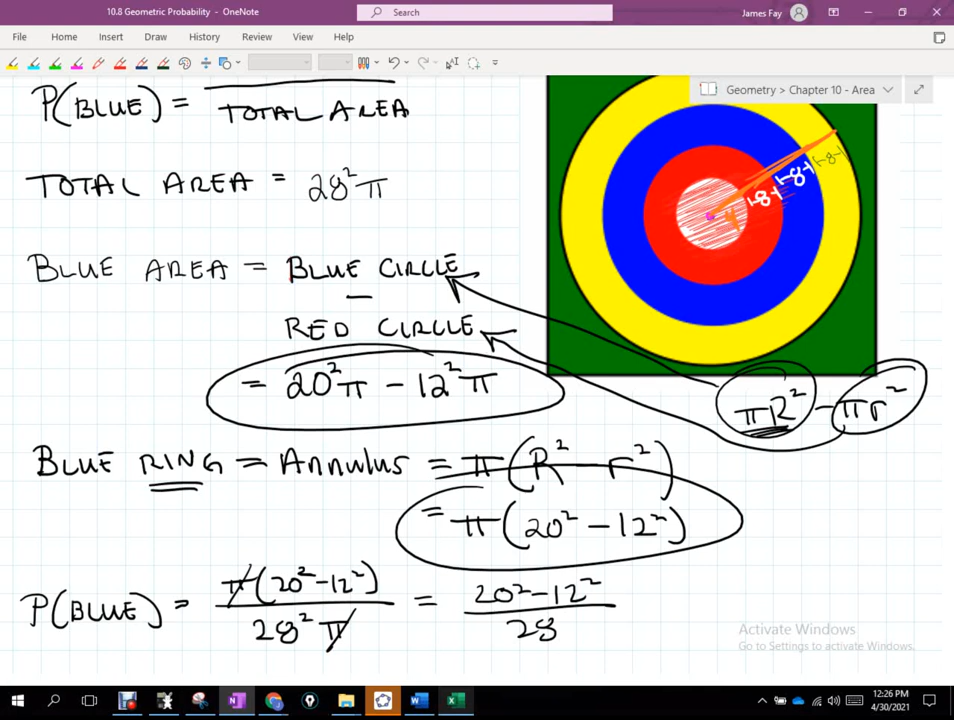 10.8 Geometric Probability - OneNote
Search
James Fay
File Home Insert Draw History Review View Help
Geometry > Chapter 10 - Area
P(BLUE) = ――― TOTAL AREA
TOTAL AREA = 28²π
8 8 8
BLUE AREA = BLUE CIRCLE
−
RED CIRCLE
= 20²π − 12²π
πR² − πr²
BLUE RING = ANNULUS = π(R² − r²)
= π(20² − 12²)
P(BLUE) = π(20² − 12²) / 28²π = 20² − 12² / 28
Activate Windows
Go to Settings to activate Windows.
12:26 PM
4/30/2021